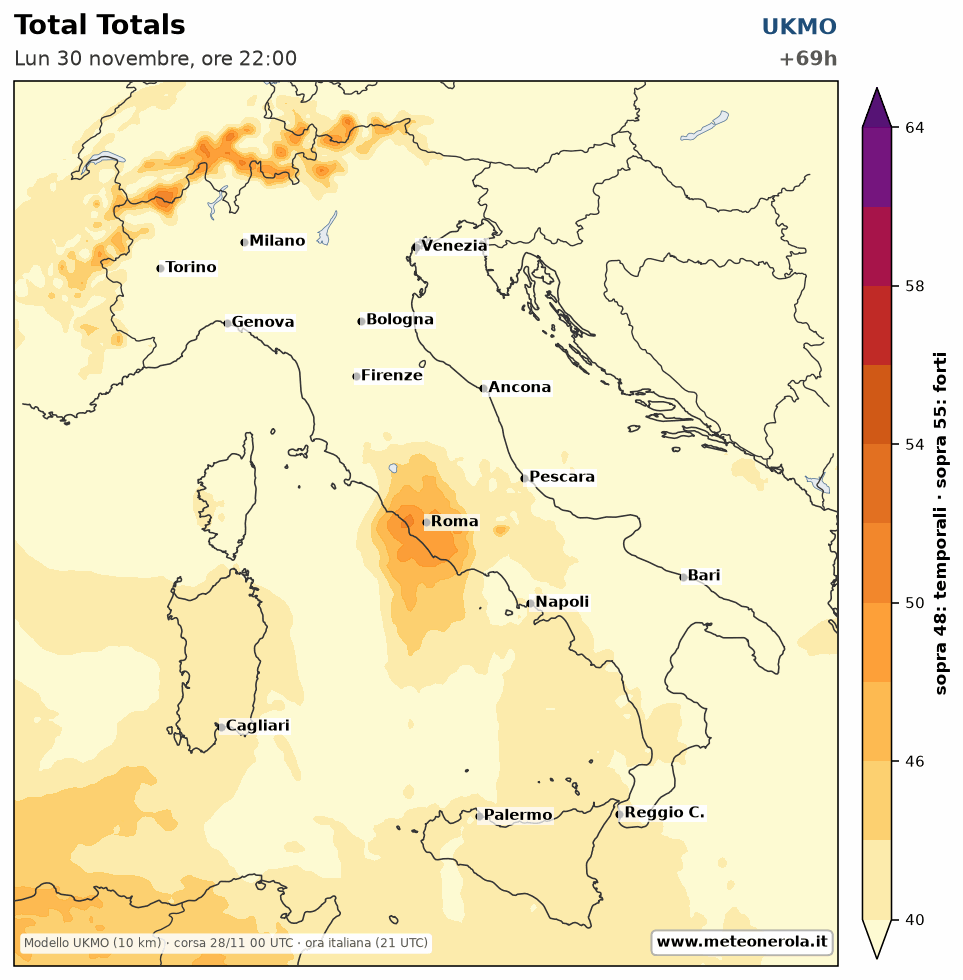 Total Totals
UKMO
Lun 30 novembre, ore 22:00
+69h
Milano
Venezia
Torino
Genova
Bologna
Firenze
Ancona
Pescara
Roma
Bari
Napoli
Cagliari
Palermo
Reggio C.
64
58
54
50
46
40
sopra 48: temporali · sopra 55: forti
Modello UKMO (10 km) · corsa 28/11 00 UTC · ora italiana (21 UTC)
www.meteonerola.it